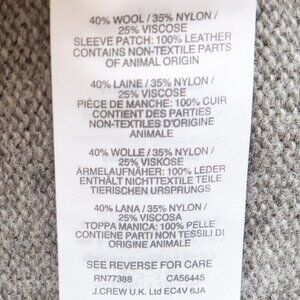 40% WOOL / 35% NYLON /
25% VISCOSE
SLEEVE PATCH: 100% LEATHER
CONTAINS NON-TEXTILE PARTS
OF ANIMAL ORIGIN
40% LAINE / 35% NYLON /
25% VISCOSE
PIÈCE DE MANCHE: 100% CUIR
CONTIENT DES PARTIES
NON-TEXTILES D'ORIGINE
ANIMALE
40% WOLLE / 35% NYLON /
25% VISKOSE
ÄRMELAUFNÄHER: 100% LEDER
ENTHÄLT NICHTTEXTILE TEILE
TIERISCHEN URSPRUNGS
40% LANA / 35% NYLON /
25% VISCOSA
TOPPA MANICA: 100% PELLE
CONTIENE PARTI NON TESSILI DI
ORIGINE ANIMALE
SEE REVERSE FOR CARE
RN77388 CA56445
J.CREW U.K. Ltd EC4V 6JA